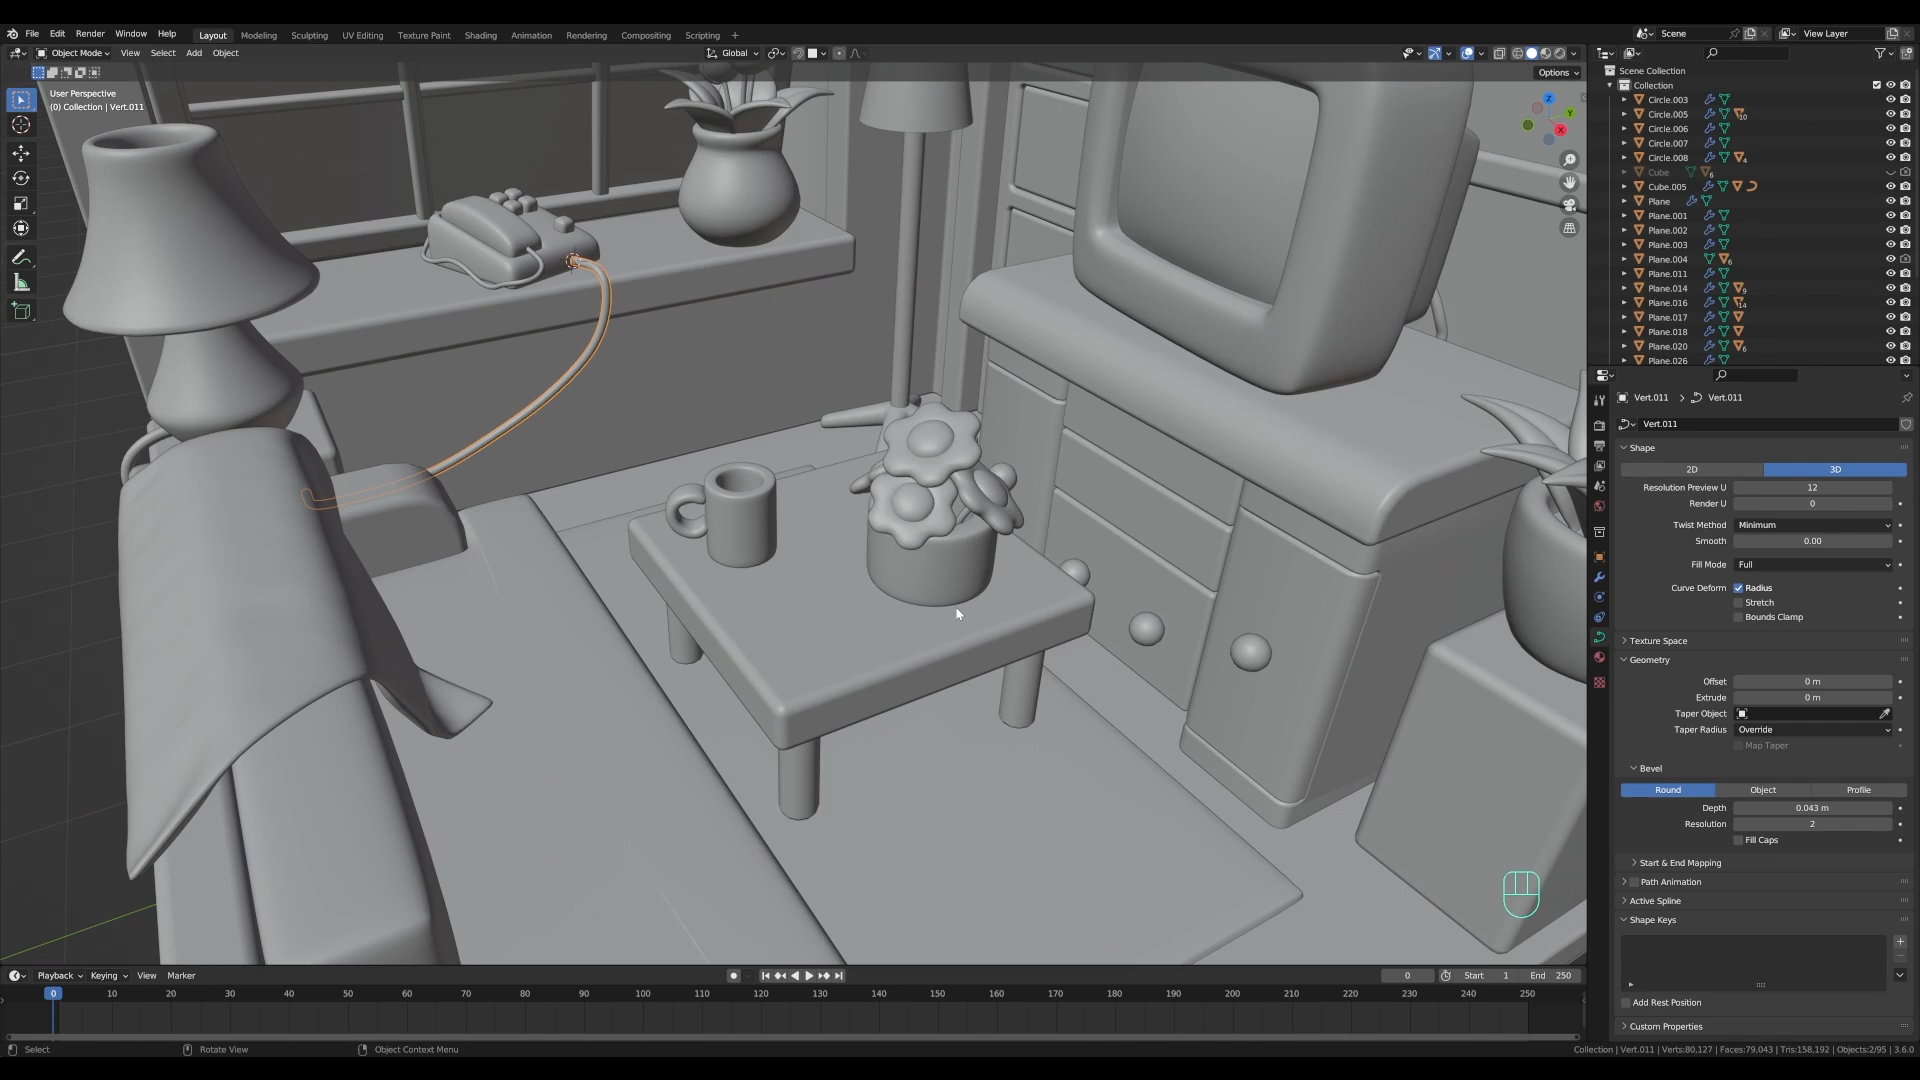 File Edit Render Window Help Layout Modeling Sculpting UV Editing Texture Paint Shading Animation Rendering Compositing Scripting + Scene View Layer
Object Mode View Select Add Object Global
Options
User Perspective
(0) Collection | Vert.011
Z
Y
X
Scene Collection
Collection
Circle.003
Circle.005 10
Circle.006
Circle.007
Circle.008 4
Cube 6
Cube.005
Plane
Plane.001
Plane.002
Plane.003
Plane.004 6
Plane.011
Plane.014 9
Plane.016 14
Plane.017
Plane.018
Plane.020 6
Plane.026
Vert.011 > Vert.011
Vert.011
Shape
2D 3D
Resolution Preview U 12
Render U 0
Twist Method Minimum
Smooth 0.00
Fill Mode Full
Curve Deform Radius
Stretch
Bounds Clamp
Texture Space
Geometry
Offset 0 m
Extrude 0 m
Taper Object
Taper Radius Override
Map Taper
Bevel
Round Object Profile
Depth 0.043 m
Resolution 2
Fill Caps
Start & End Mapping
Path Animation
Active Spline
Shape Keys
Add Rest Position
Custom Properties
Playback Keying View Marker 0 Start 1 End 250
0 10 20 30 40 50 60 70 80 90 100 110 120 130 140 150 160 170 180 190 200 210 220 230 240 250
Select Rotate View Object Context Menu Collection | Vert.011 | Verts:80,127 | Faces:79,043 | Tris:158,192 | Objects:2/95 | 3.6.0